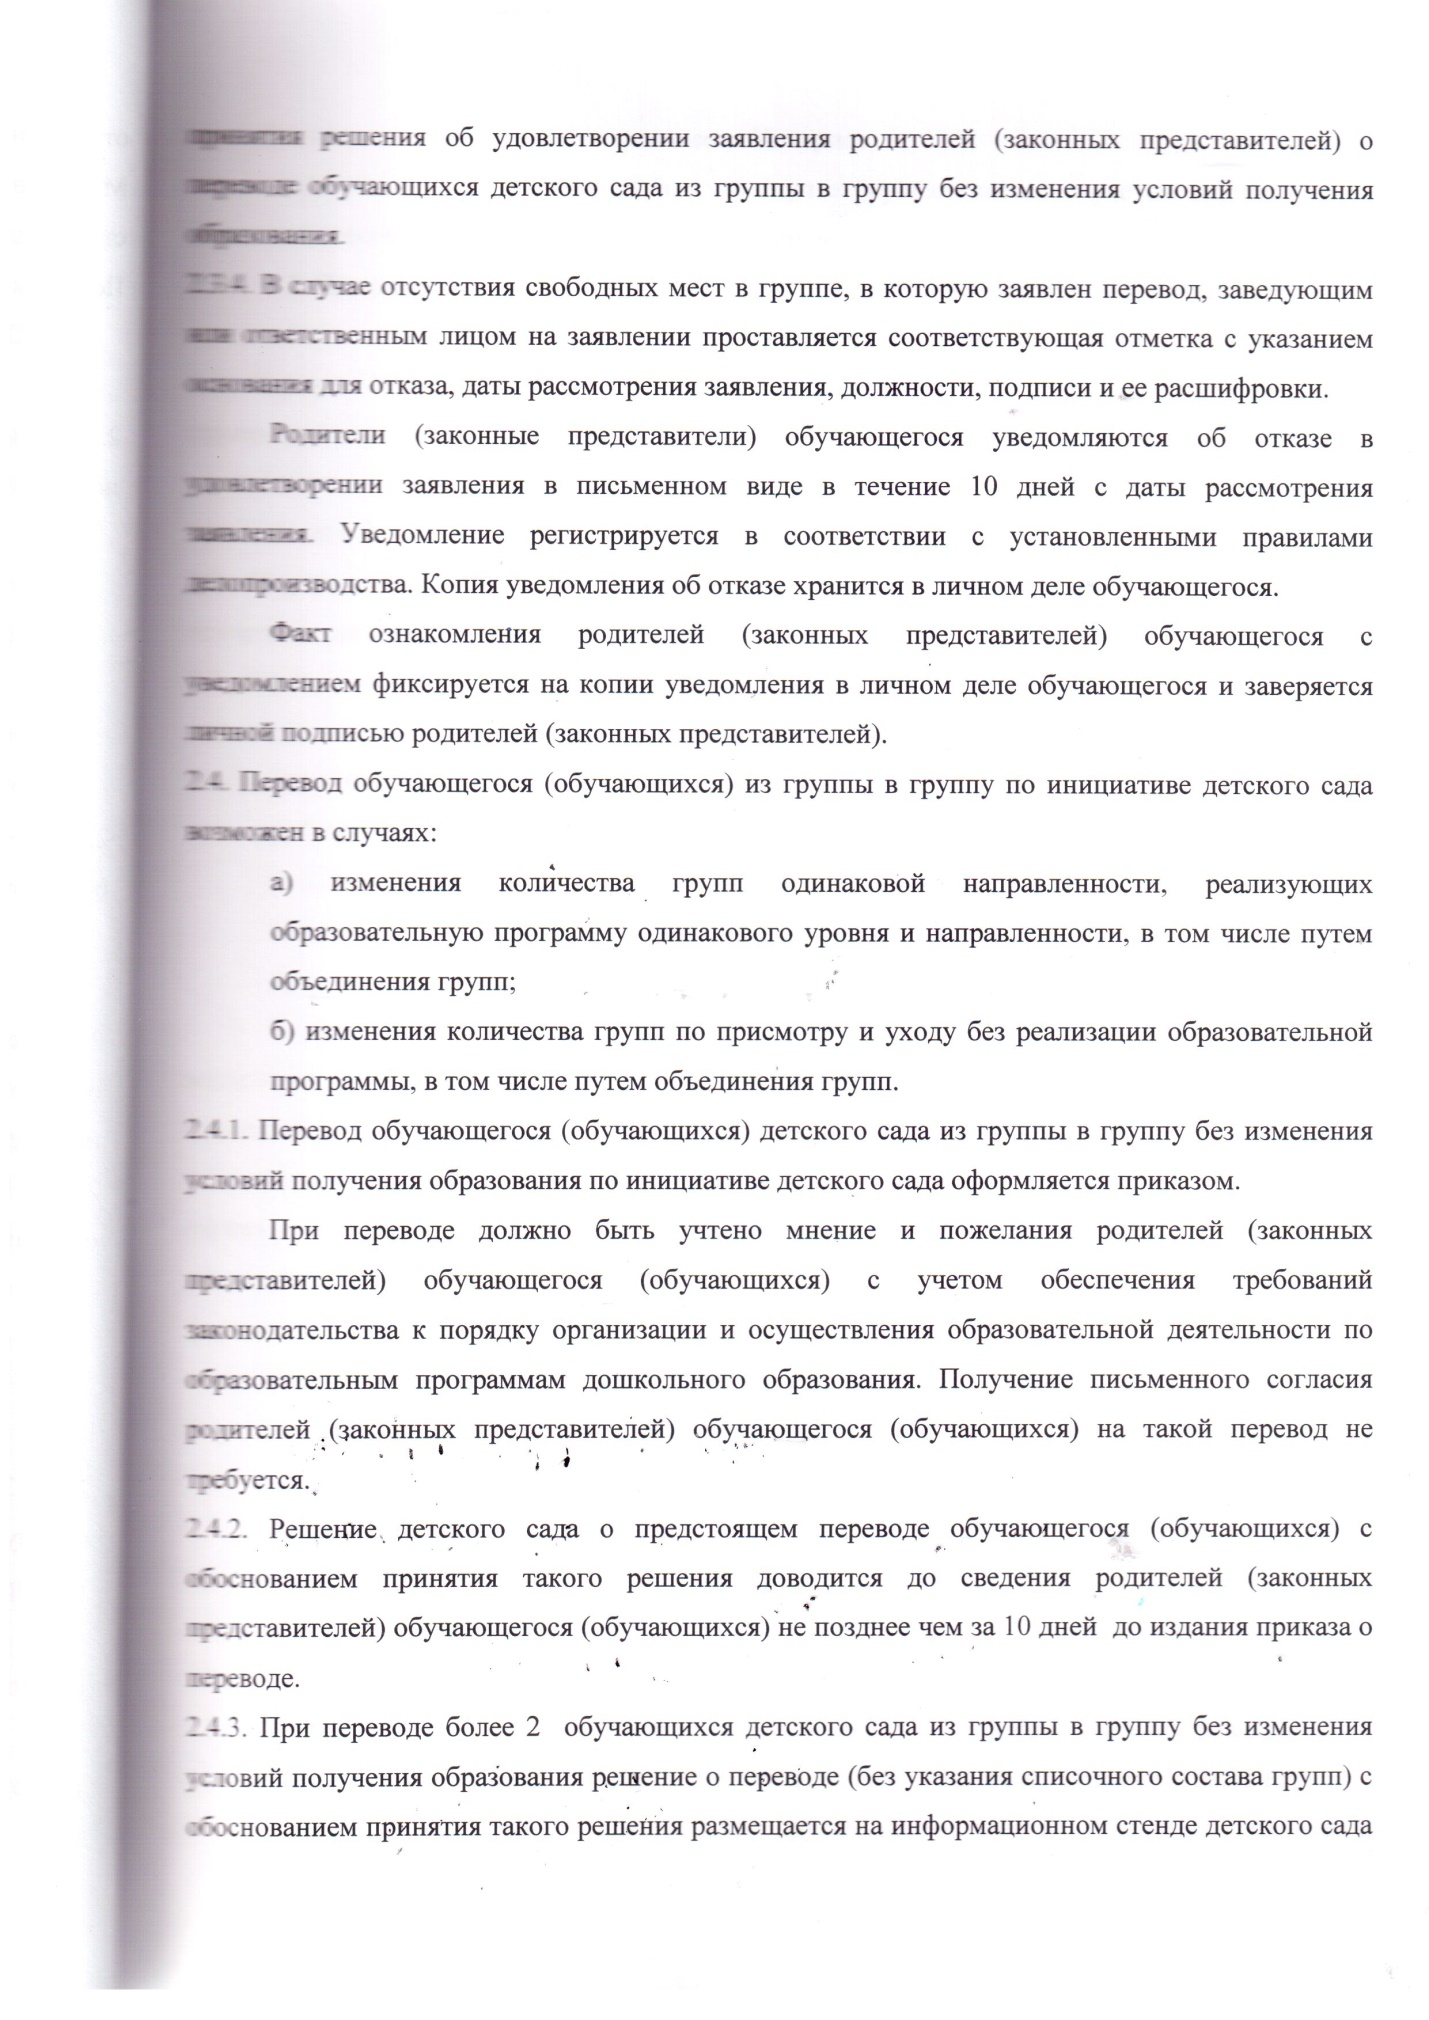 принятия решения об удовлетворении заявления родителей (законных представителей) о
переводе обучающихся детского сада из группы в группу без изменения условий получения
образования.
2.3.4. В случае отсутствия свободных мест в группе, в которую заявлен перевод, заведующим
или ответственным лицом на заявлении проставляется соответствующая отметка с указанием
основания для отказа, даты рассмотрения заявления, должности, подписи и ее расшифровки.
Родители (законные представители) обучающегося уведомляются об отказе в
удовлетворении заявления в письменном виде в течение 10 дней с даты рассмотрения
заявления. Уведомление регистрируется в соответствии с установленными правилами
делопроизводства. Копия уведомления об отказе хранится в личном деле обучающегося.
Факт ознакомления родителей (законных представителей) обучающегося с
уведомлением фиксируется на копии уведомления в личном деле обучающегося и заверяется
личной подписью родителей (законных представителей).
2.4. Перевод обучающегося (обучающихся) из группы в группу по инициативе детского сада
возможен в случаях:
а) изменения количества групп одинаковой направленности, реализующих
образовательную программу одинакового уровня и направленности, в том числе путем
объединения групп;
б) изменения количества групп по присмотру и уходу без реализации образовательной
программы, в том числе путем объединения групп.
2.4.1. Перевод обучающегося (обучающихся) детского сада из группы в группу без изменения
условий получения образования по инициативе детского сада оформляется приказом.
При переводе должно быть учтено мнение и пожелания родителей (законных
представителей) обучающегося (обучающихся) с учетом обеспечения требований
законодательства к порядку организации и осуществления образовательной деятельности по
образовательным программам дошкольного образования. Получение письменного согласия
родителей (законных представителей) обучающегося (обучающихся) на такой перевод не
требуется.
2.4.2. Решение детского сада о предстоящем переводе обучающегося (обучающихся) с
обоснованием принятия такого решения доводится до сведения родителей (законных
представителей) обучающегося (обучающихся) не позднее чем за 10 дней до издания приказа о
переводе.
2.4.3. При переводе более 2 обучающихся детского сада из группы в группу без изменения
условий получения образования решение о переводе (без указания списочного состава групп) с
обоснованием принятия такого решения размещается на информационном стенде детского сада